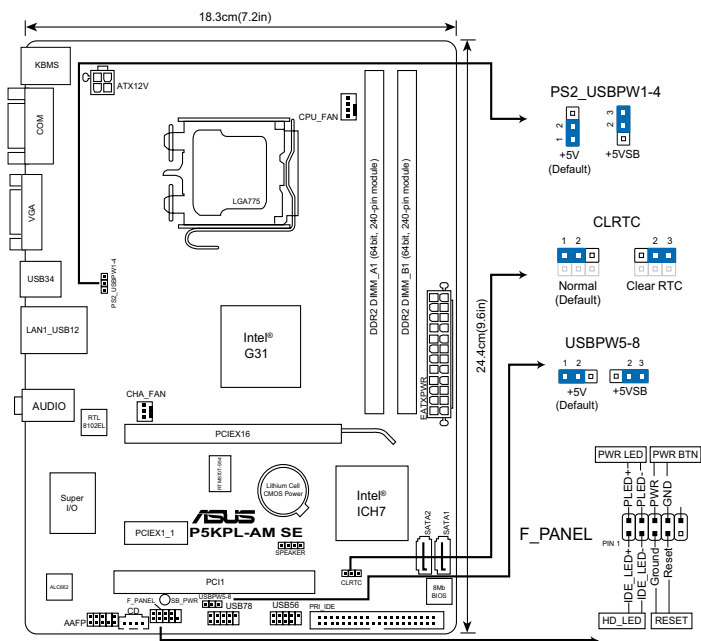 18.3cm(7.2in)
KBMS
ATX12V
CPU_FAN
COM
LGA775
VGA
DDR2 DIMM_A1 (64bit, 240-pin module)
DDR2 DIMM_B1 (64bit, 240-pin module)
24.4cm(9.6in)
USB34
PS2_USBPW1-4
LAN1_USB12
Intel®
G31
EATXPWR
CHA_FAN
AUDIO
RTL
8102EL
PCIEX16
Lithium Cell
CMOS Power
Super
I/O
Intel®
ICH7
ASUS
P5KPL-AM SE
PCIEX1_1
SPEAKER
SATA2
SATA1
CLRTC
PCI1
8Mb
BIOS
ALC662
F_PANEL
SB_PWR
USBPW5-8
AAFP
CD
USB78
USB56
PRI_IDE
PS2_USBPW1-4
1 2
2 3
+5V
(Default)
+5VSB
CLRTC
1 2
2 3
Normal
(Default)
Clear RTC
USBPW5-8
1 2
2 3
+5V
(Default)
+5VSB
F_PANEL
PWR LED
PWR BTN
PLED+
PLED-
PWR
GND
PIN 1
IDE_LED+
IDE_LED-
Ground
Reset
HD_LED
RESET